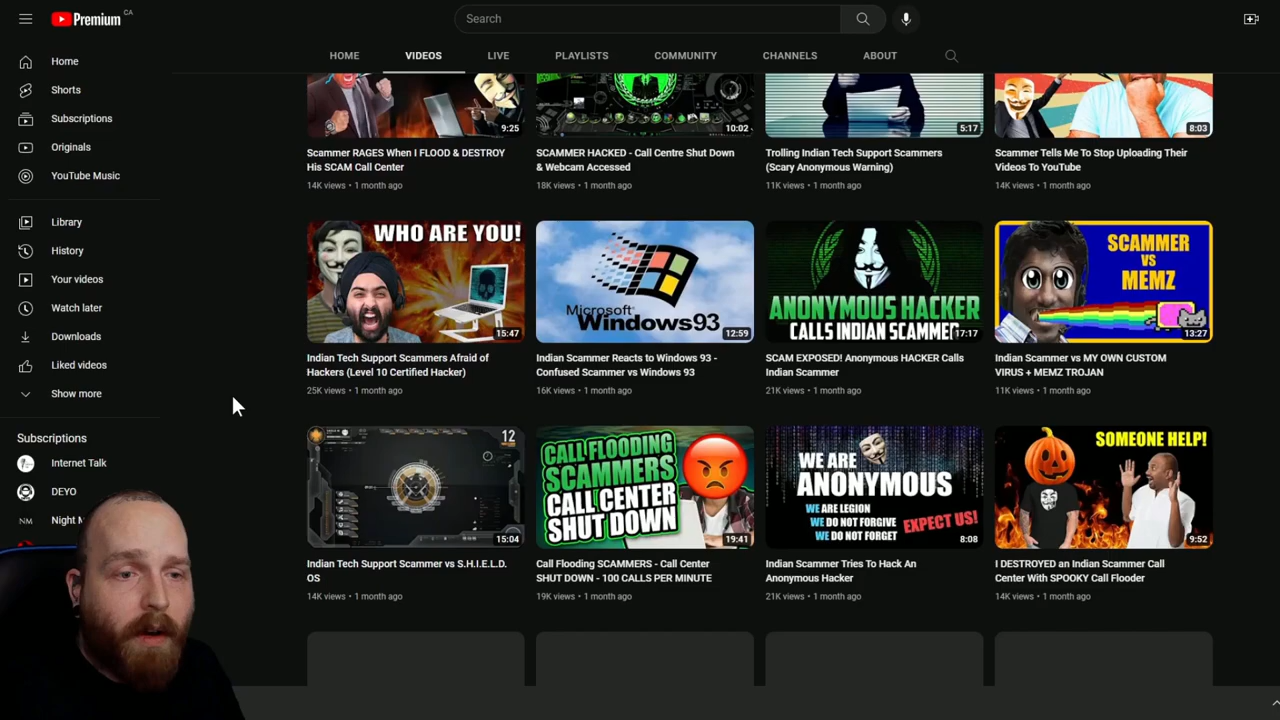 Premium CA
Search
HOME
VIDEOS
LIVE
PLAYLISTS
COMMUNITY
CHANNELS
ABOUT
Home
Shorts
Subscriptions
Originals
YouTube Music
Library
History
Your videos
Watch later
Downloads
Liked videos
Show more
Subscriptions
Internet Talk
DEYO
Night M
9:25
Scammer RAGES When I FLOOD & DESTROY
His SCAM Call Center
14K views • 1 month ago
10:02
SCAMMER HACKED - Call Centre Shut Down
& Webcam Accessed
18K views • 1 month ago
5:17
Trolling Indian Tech Support Scammers
(Scary Anonymous Warning)
11K views • 1 month ago
8:03
Scammer Tells Me To Stop Uploading Their
Videos To YouTube
14K views • 1 month ago
WHO ARE YOU!
15:47
Indian Tech Support Scammers Afraid of
Hackers (Level 10 Certified Hacker)
25K views • 1 month ago
Microsoft
Windows93
12:59
Indian Scammer Reacts to Windows 93 -
Confused Scammer vs Windows 93
16K views • 1 month ago
ANONYMOUS HACKER
CALLS INDIAN SCAMMER
17:17
SCAM EXPOSED! Anonymous HACKER Calls
Indian Scammer
21K views • 1 month ago
SCAMMER
VS
MEMZ
13:27
Indian Scammer vs MY OWN CUSTOM
VIRUS + MEMZ TROJAN
11K views • 1 month ago
12
15:04
Indian Tech Support Scammer vs S.H.I.E.L.D.
OS
14K views • 1 month ago
CALL FLOODING
SCAMMERS
CALL CENTER
SHUT DOWN
19:41
Call Flooding SCAMMERS - Call Center
SHUT DOWN - 100 CALLS PER MINUTE
19K views • 1 month ago
WE ARE
ANONYMOUS
WE ARE LEGION
WE DO NOT FORGIVE
WE DO NOT FORGET
EXPECT US!
8:08
Indian Scammer Tries To Hack An
Anonymous Hacker
21K views • 1 month ago
SOMEONE HELP!
9:52
I DESTROYED an Indian Scammer Call
Center With SPOOKY Call Flooder
14K views • 1 month ago